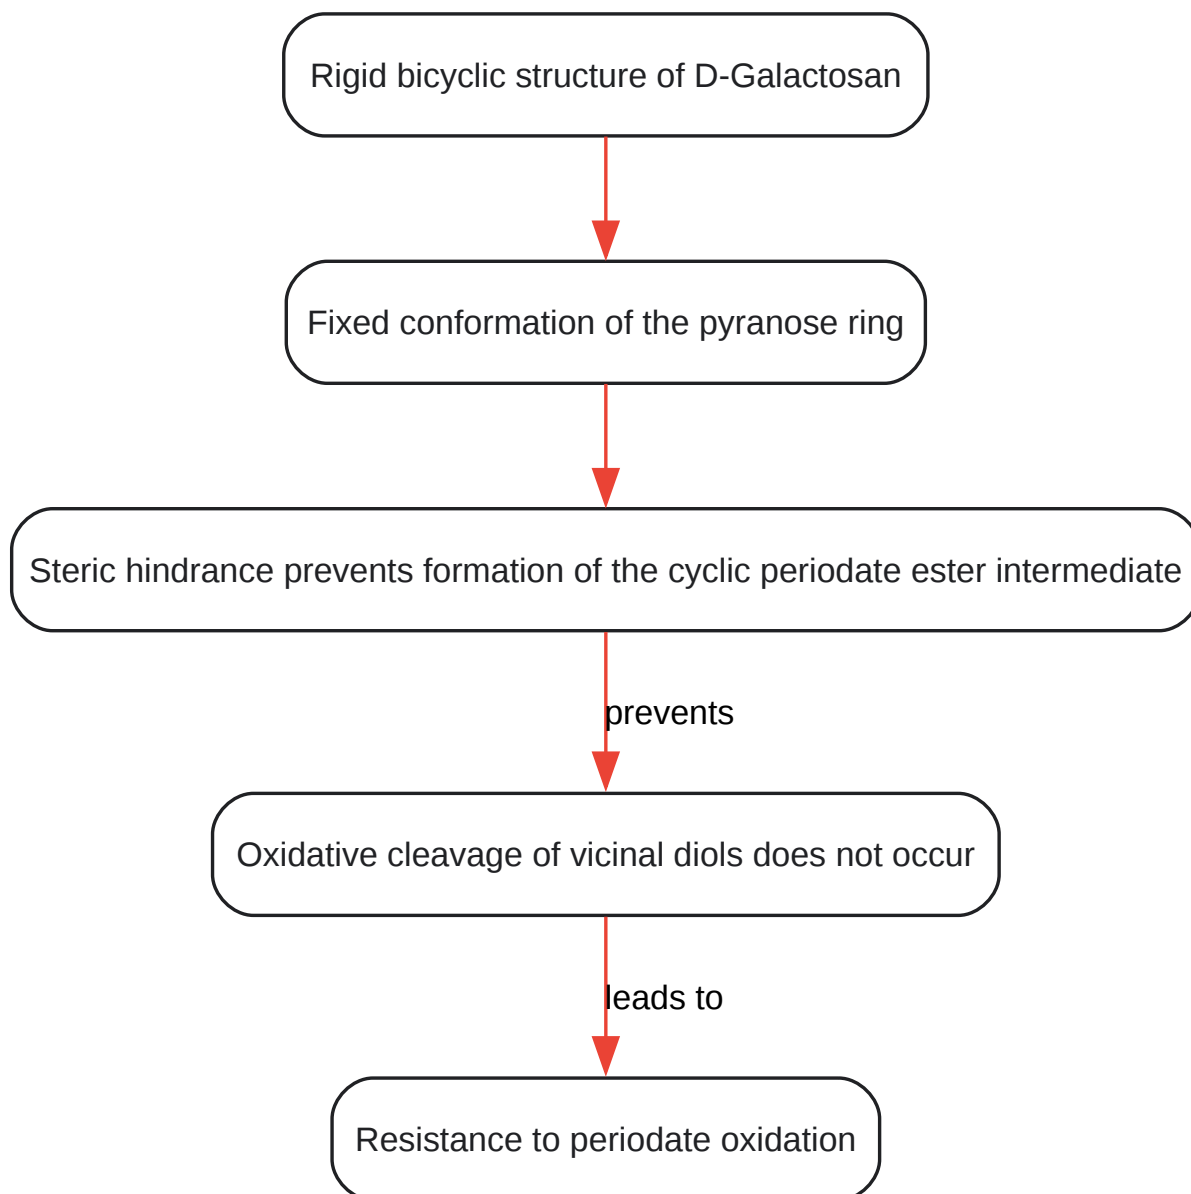 Rigid bicyclic structure of D-Galactosan
Fixed conformation of the pyranose ring
Steric hindrance prevents formation of the cyclic periodate ester intermediate
prevents
Oxidative cleavage of vicinal diols does not occur
leads to
Resistance to periodate oxidation